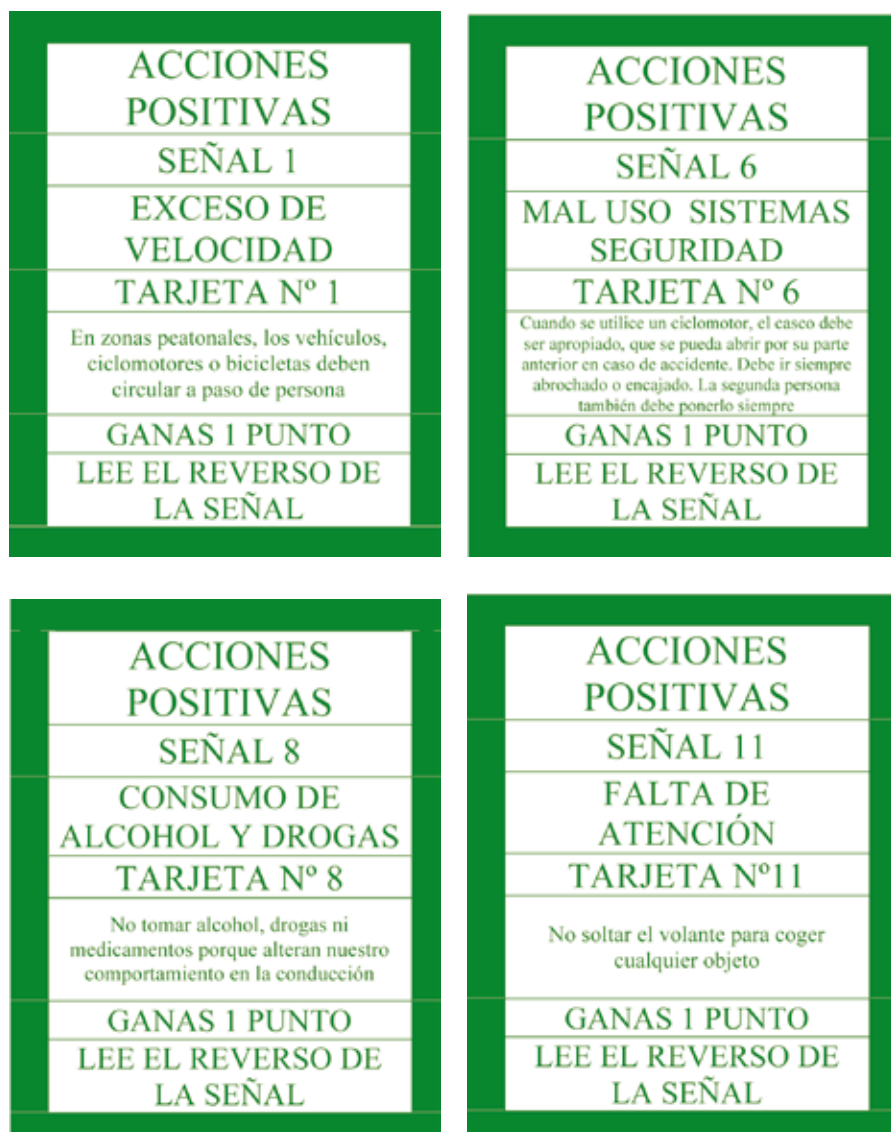 ACCIONES
POSITIVAS
SEÑAL 1
EXCESO DE
VELOCIDAD
TARJETA Nº 1
En zonas peatonales, los vehículos,
ciclomotores o bicicletas deben
circular a paso de persona
GANAS 1 PUNTO
LEE EL REVERSO DE
LA SEÑAL
ACCIONES
POSITIVAS
SEÑAL 6
MAL USO SISTEMAS
SEGURIDAD
TARJETA Nº 6
Cuando se utilice un ciclomotor, el casco debe
ser apropiado, que se pueda abrir por su parte
anterior en caso de accidente. Debe ir siempre
abrochado o encajado. La segunda persona
también debe ponerlo siempre
GANAS 1 PUNTO
LEE EL REVERSO DE
LA SEÑAL
ACCIONES
POSITIVAS
SEÑAL 8
CONSUMO DE
ALCOHOL Y DROGAS
TARJETA Nº 8
No tomar alcohol, drogas ni
medicamentos porque alteran nuestro
comportamiento en la conducción
GANAS 1 PUNTO
LEE EL REVERSO DE
LA SEÑAL
ACCIONES
POSITIVAS
SEÑAL 11
FALTA DE
ATENCIÓN
TARJETA Nº11
No soltar el volante para coger
cualquier objeto
GANAS 1 PUNTO
LEE EL REVERSO DE
LA SEÑAL